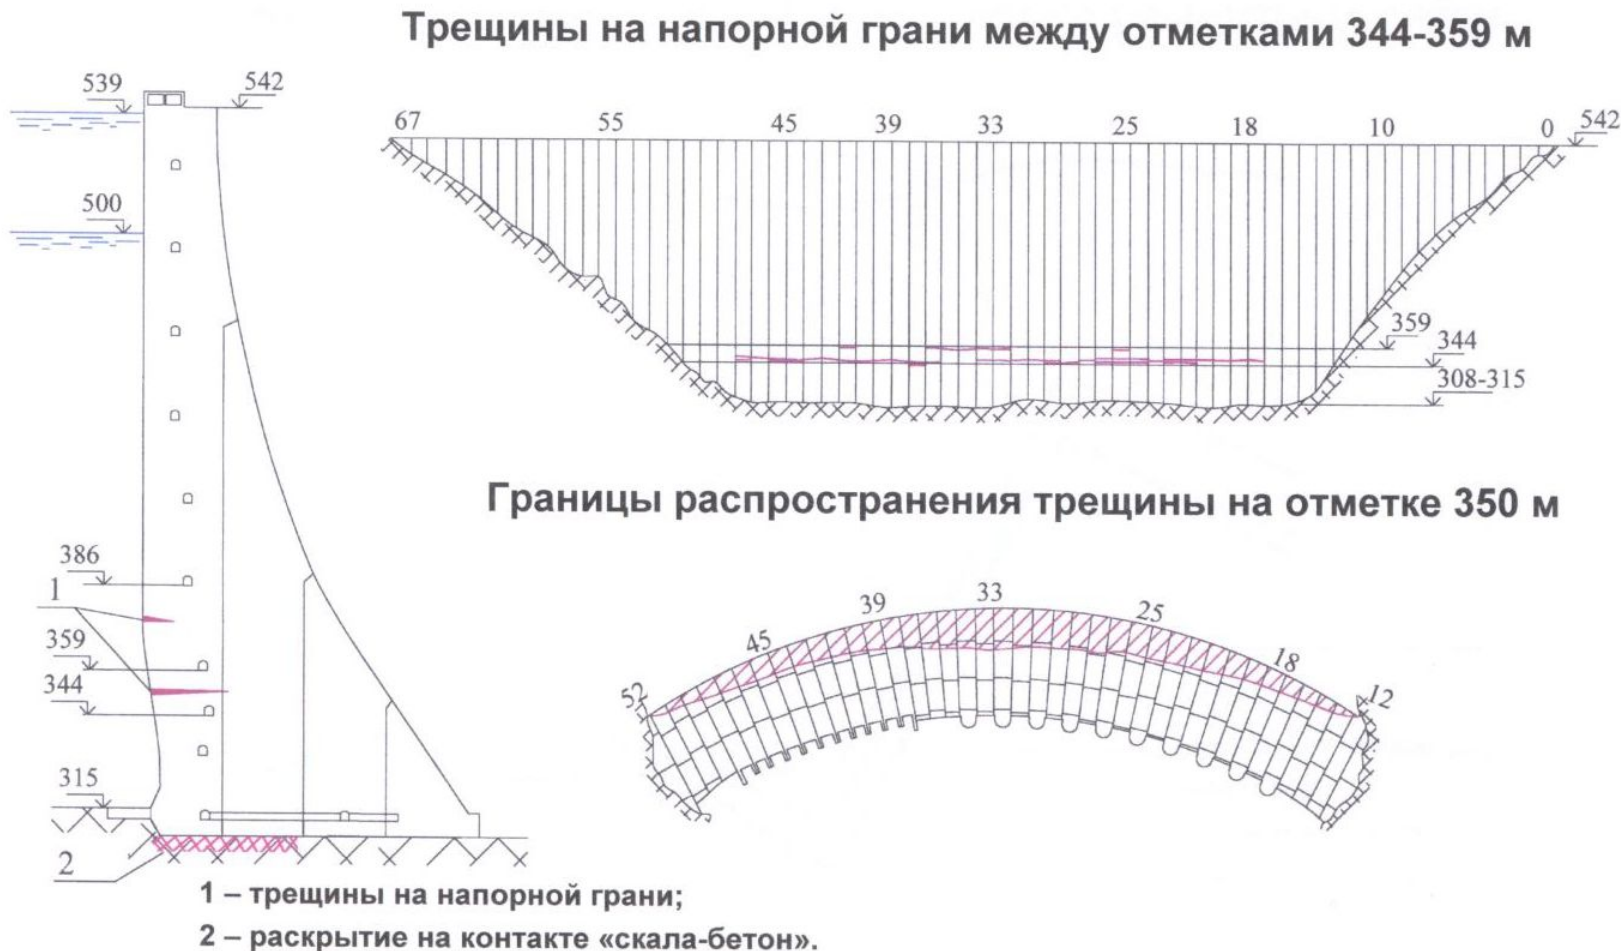 Трещины на напорной грани между отметками 344-359 м
539
542
500
386
1
359
344
315
2
67 55 45 39 33 25 18 10 0 542
359
344
308-315
Границы распространения трещины на отметке 350 м
52 45 39 33 25 18 12
1 – трещины на напорной грани;
2 – раскрытие на контакте «скала-бетон».